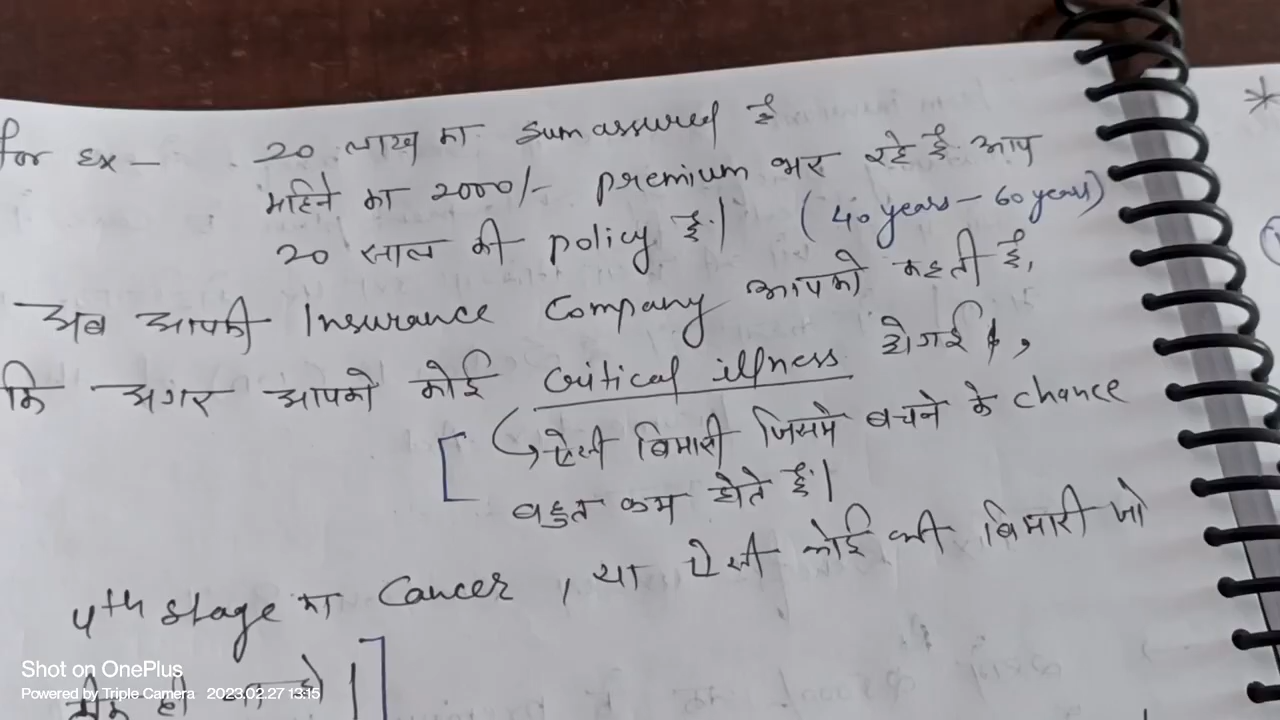 for Ex – 20 लाख का Sum assured है
महिने का 2000/- premium भर रहे है आप
20 साल की policy है। (40 years – 60 years)
अब आपकी Insurance Company आपको कहती है,
कि अगर आपको कोई Critical illness होगई,
ऐसी बिमारी जिसमे बचने के chance
बहुत कम होते है।
4th stage का Cancer, या ऐसी कोई भी बिमारी जो
ही हो।
*
Shot on OnePlus
Powered by Triple Camera 2023.02.27 13:15